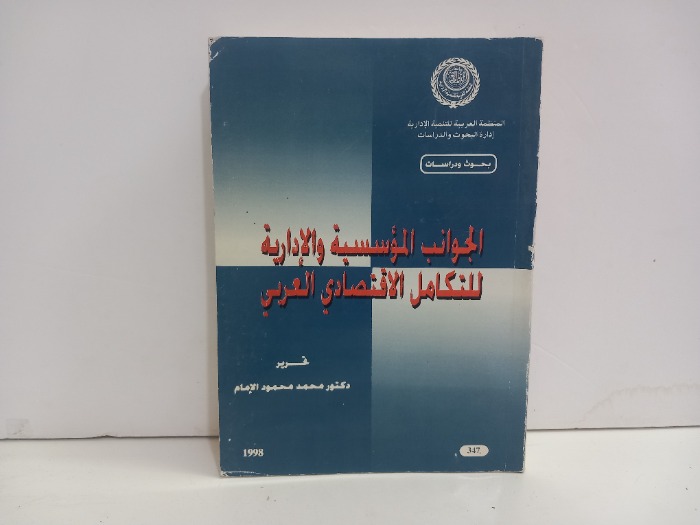 المنظمة العربية للتنمية الإدارية
إدارة البحوث والدراسات
بحوث ودراسات
الجوانب المؤسسية والإدارية
للتكامل الاقتصادي العربي
تحرير
دكتور محمد محمود الإمام
1998
347